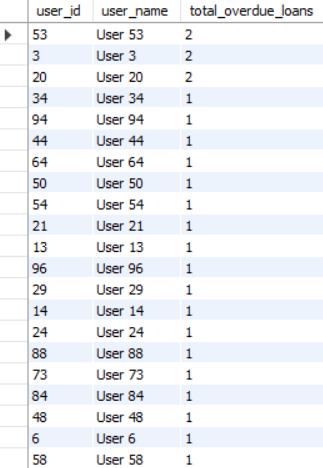 user_id user_name total_overdue_loans
53 User 53 2
3 User 3 2
20 User 20 2
34 User 34 1
94 User 94 1
44 User 44 1
64 User 64 1
50 User 50 1
54 User 54 1
21 User 21 1
13 User 13 1
96 User 96 1
29 User 29 1
14 User 14 1
24 User 24 1
88 User 88 1
73 User 73 1
84 User 84 1
48 User 48 1
6 User 6 1
58 User 58 1